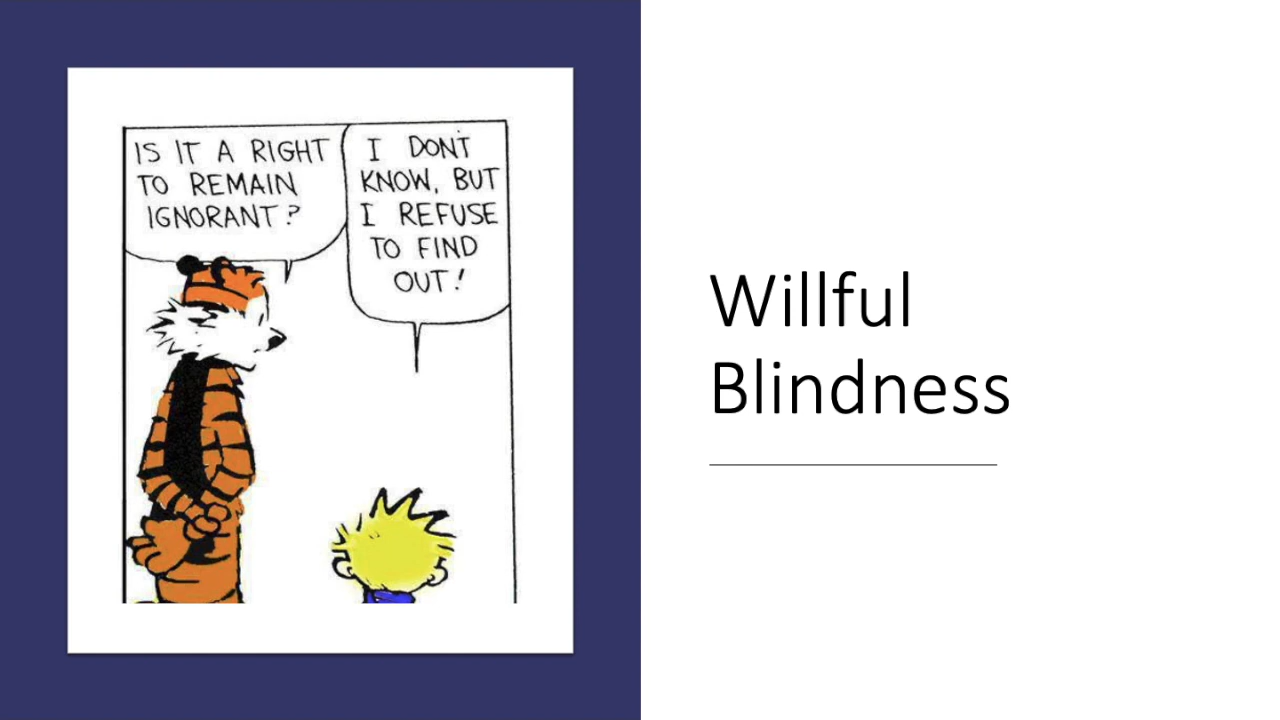 IS IT A RIGHT
TO REMAIN
IGNORANT?
I DON'T
KNOW, BUT
I REFUSE
TO FIND
OUT!
Willful
Blindness